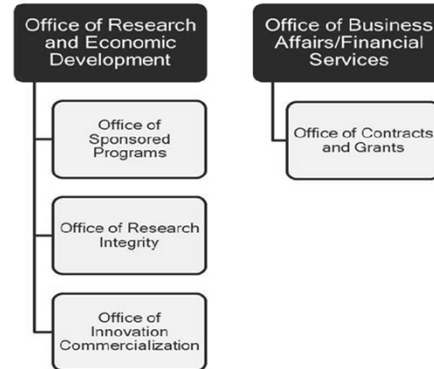 Office of Research
and Economic
Development
Office of
Sponsored
Programs
Office of Research
Integrity
Office of
Innovation
Commercialization
Office of Business
Affairs/Financial
Services
Office of Contracts
and Grants